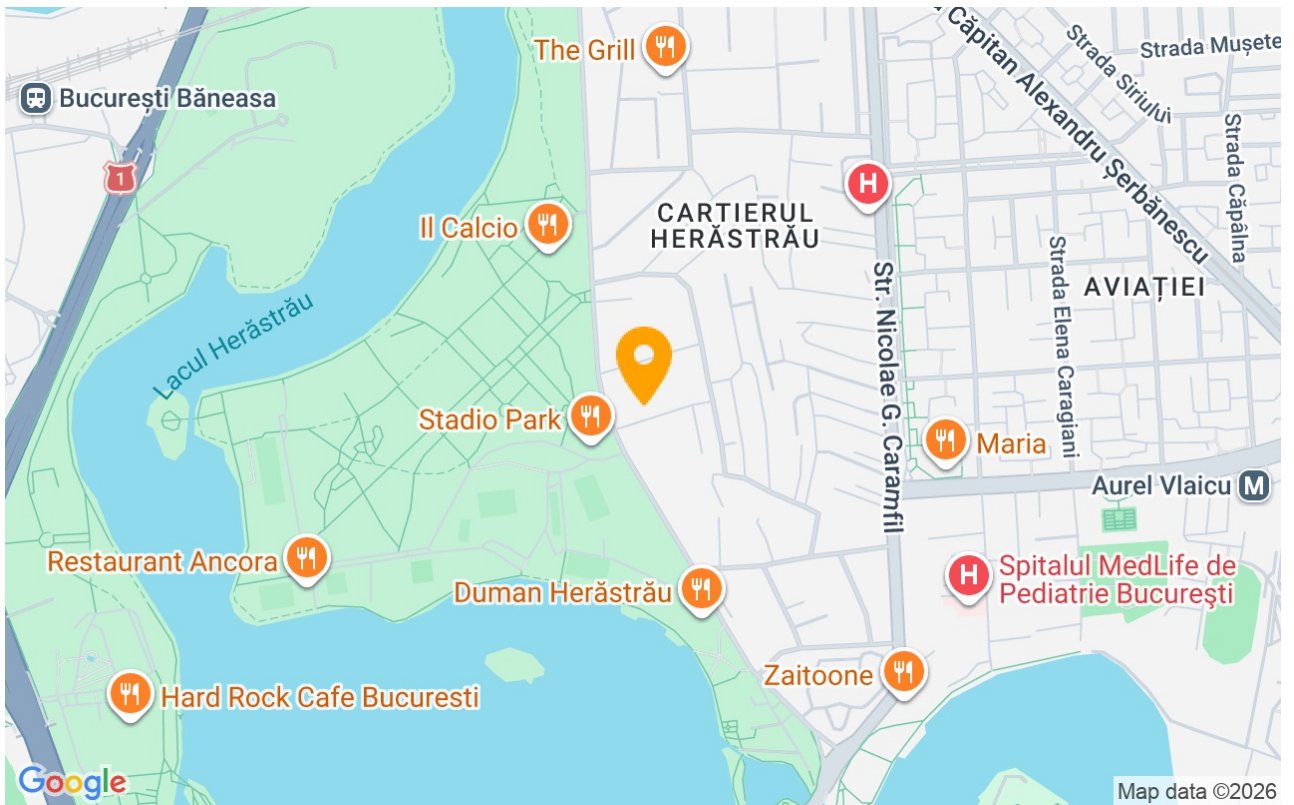 The Grill
Căpitan Alexandru Șerbănescu
Strada Siriului
Strada Mușete
București Băneasa
1
Strada Căpâlna
H
CARTIERUL
HERĂSTRĂU
Il Calcio
Str. Nicolae G. Caramfil
Strada Elena Caragiani
AVIAȚIEI
Lacul Herăstrău
Stadio Park
Maria
Aurel Vlaicu M
Restaurant Ancora
Duman Herăstrău
H
Spitalul MedLife de
Pediatrie Bucureşti
Zaitoone
Hard Rock Cafe Bucuresti
Google
Map data ©2026